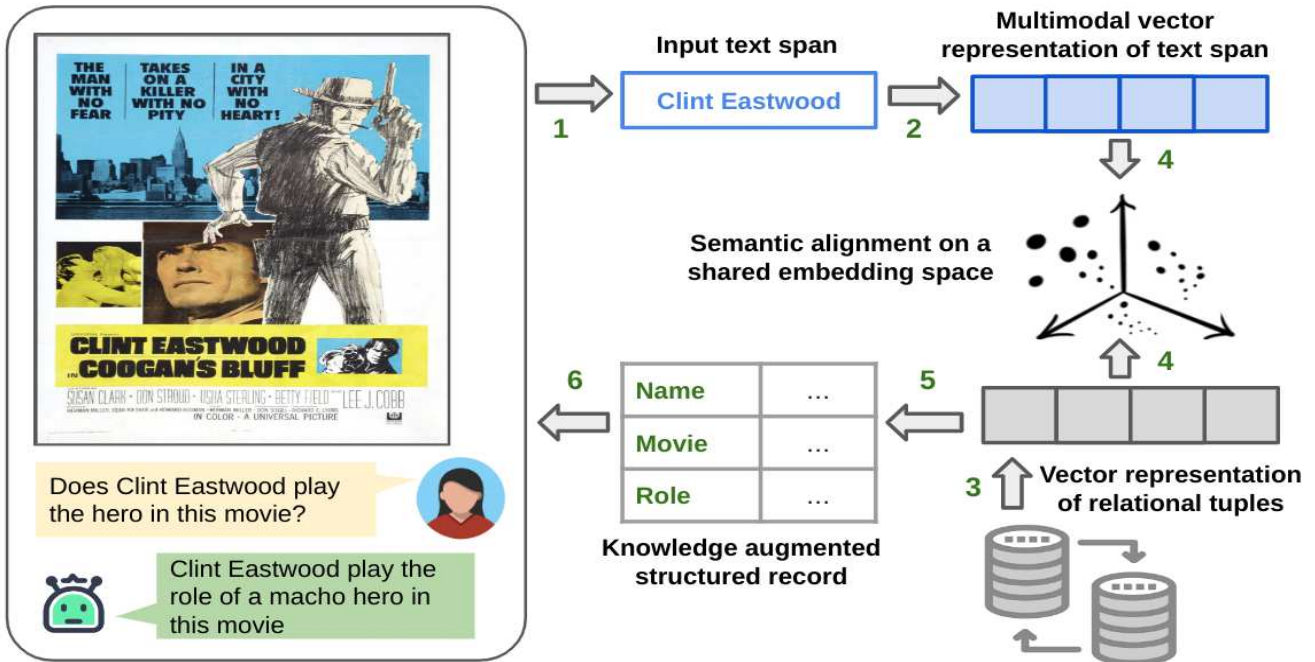 THE MAN WITH NO FEAR
TAKES ON A KILLER WITH NO PITY
IN A CITY WITH NO HEART!
CLINT EASTWOOD
IN COOGAN'S BLUFF
SUSAN CLARK · DON STROUD · TISHA STERLING · BETTY FIELD LEE J. COBB
IN COLOR · A UNIVERSAL PICTURE
Does Clint Eastwood play
the hero in this movie?
Clint Eastwood play the
role of a macho hero in
this movie
1
Input text span
Clint Eastwood
2
Multimodal vector
representation of text span
4
Semantic alignment on a
shared embedding space
4
3
Vector representation
of relational tuples
5
Name ...
Movie ...
Role ...
Knowledge augmented
structured record
6